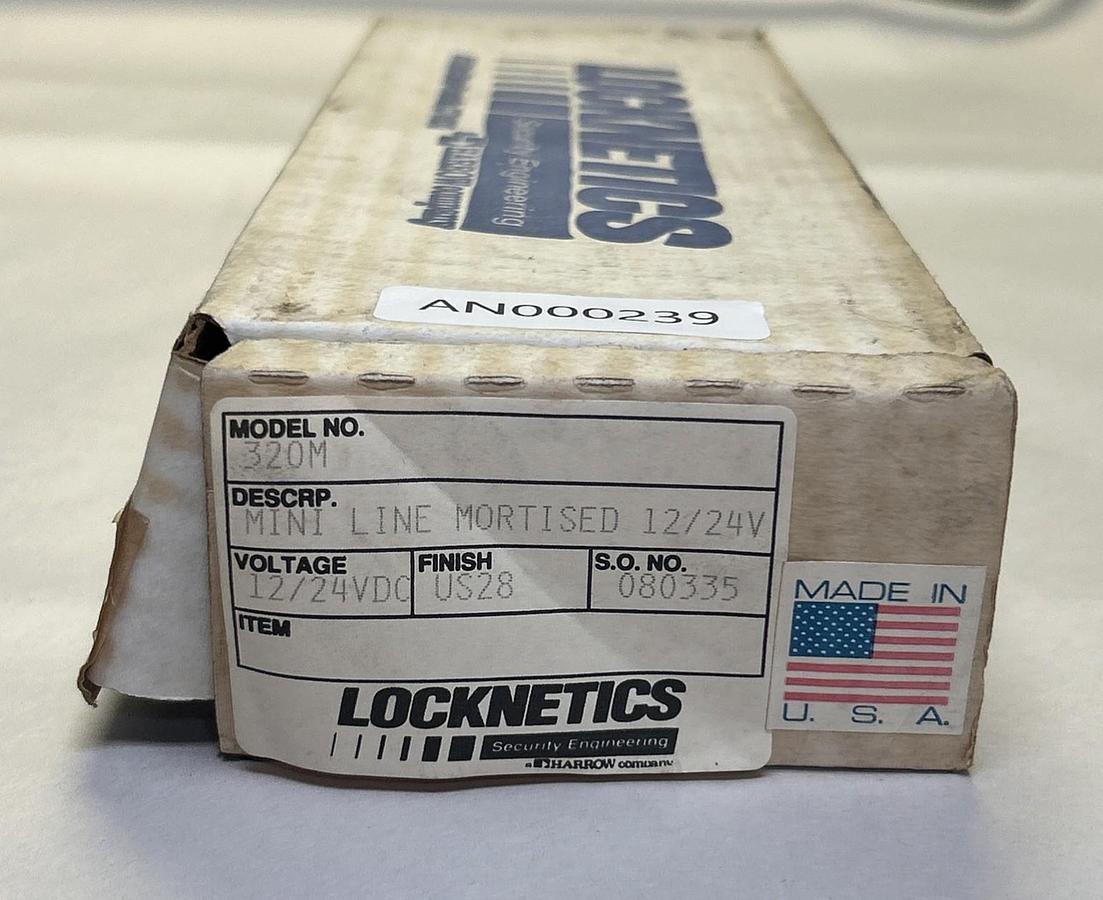 LOCKNETICS
Security Engineering
AN000239
MODEL NO.
320M
DESCRP.
MINI LINE MORTISED 12/24V
VOLTAGE
12/24VDC
FINISH
US28
S.O. NO.
080335
ITEM
MADE IN
U. S. A.
LOCKNETICS
Security Engineering
a HARROW company